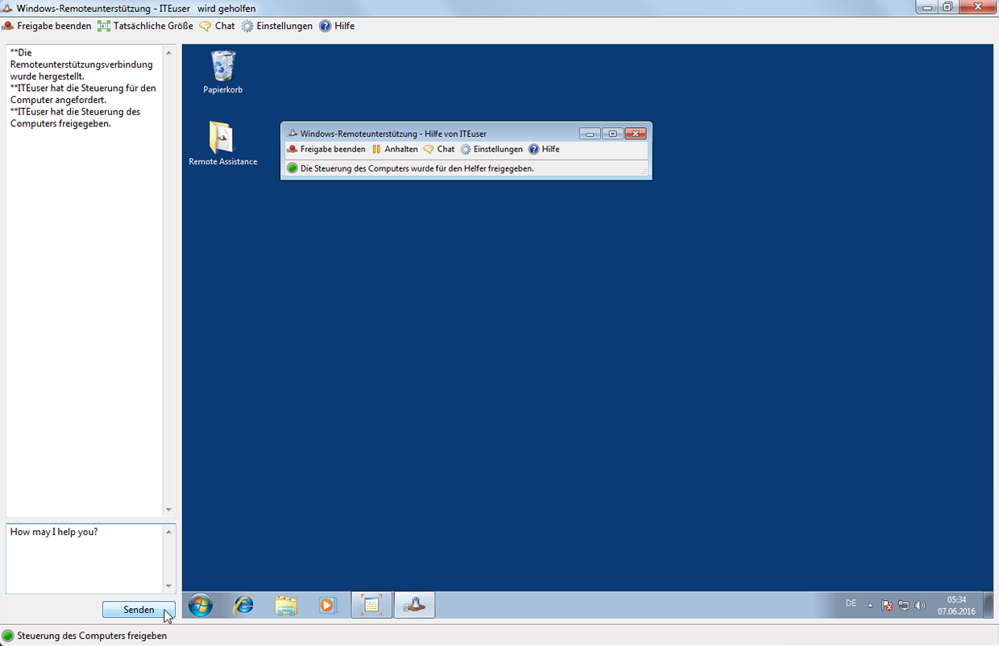 Windows-Remoteunterstützung - ITEuser wird geholfen
Freigabe beenden Tatsächliche Größe Chat Einstellungen Hilfe
**Die
Remoteunterstützungsverbindung
wurde hergestellt.
**ITEuser hat die Steuerung für den
Computer angefordert.
**ITEuser hat die Steuerung des
Computers freigegeben.
Papierkorb
Remote Assistance
Windows-Remoteunterstützung - Hilfe von ITEuser
Freigabe beenden Anhalten Chat Einstellungen Hilfe
Die Steuerung des Computers wurde für den Helfer freigegeben.
How may I help you?
Senden
DE
05:34
07.06.2016
Steuerung des Computers freigeben